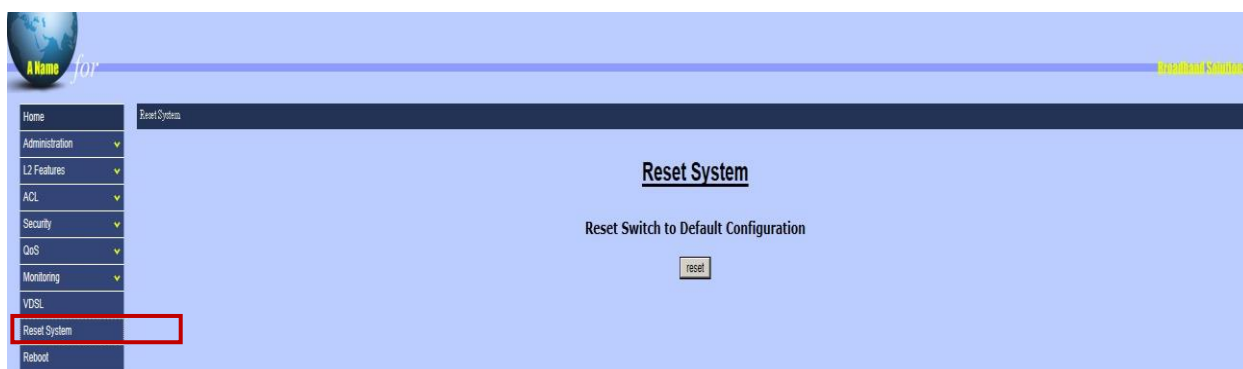 A Name for
Broadband Solution
Home
Reset System
Administration
L2 Features
ACL
Security
QoS
Monitoring
VDSL
Reset System
Reboot
Reset System
Reset Switch to Default Configuration
reset